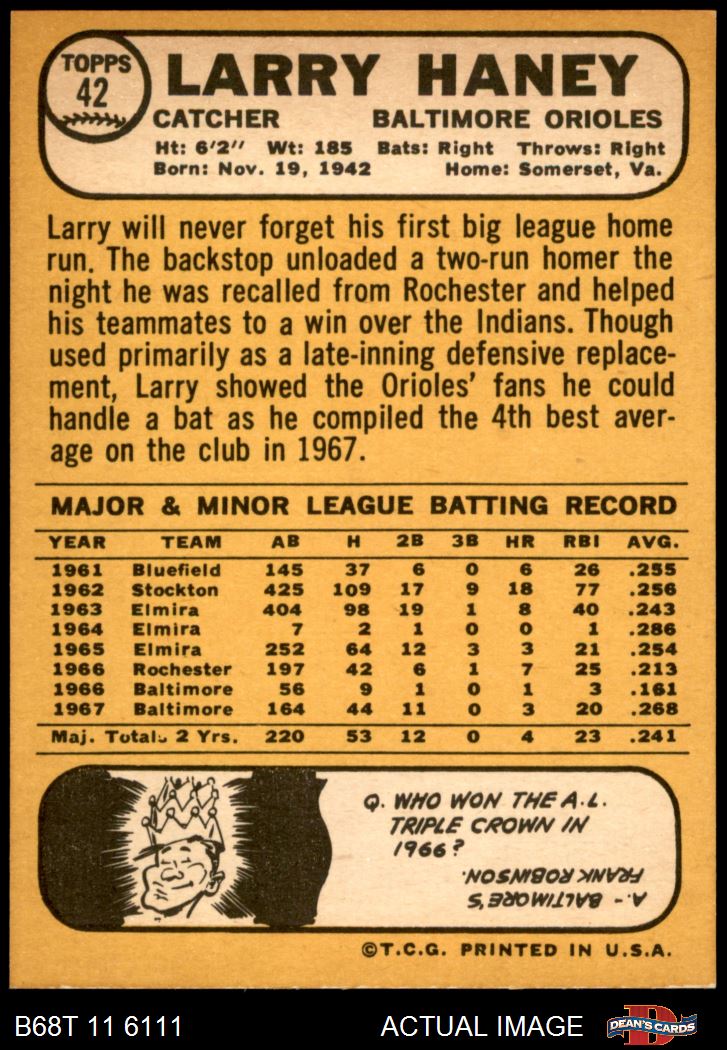 TOPPS
42
LARRY HANEY
CATCHER BALTIMORE ORIOLES
Ht: 6'2" Wt: 185 Bats: Right Throws: Right
Born: Nov. 19, 1942 Home: Somerset, Va.
Larry will never forget his first big league home
run. The backstop unloaded a two-run homer the
night he was recalled from Rochester and helped
his teammates to a win over the Indians. Though
used primarily as a late-inning defensive replace-
ment, Larry showed the Orioles' fans he could
handle a bat as he compiled the 4th best aver-
age on the club in 1967.
MAJOR & MINOR LEAGUE BATTING RECORD
YEAR TEAM AB H 2B 3B HR RBI AVG.
1961 Bluefield 145 37 6 0 6 26 .255
1962 Stockton 425 109 17 9 18 77 .256
1963 Elmira 404 98 19 1 8 40 .243
1964 Elmira 7 2 1 0 0 1 .286
1965 Elmira 252 64 12 3 3 21 .254
1966 Rochester 197 42 6 1 7 25 .213
1966 Baltimore 56 9 1 0 1 3 .161
1967 Baltimore 164 44 11 0 3 20 .268
Maj. Totals 2 Yrs. 220 53 12 0 4 23 .241
Q. WHO WON THE A.L.
TRIPLE CROWN IN
1966?
A.- BALTIMORE'S
FRANK ROBINSON.
©T.C.G. PRINTED IN U.S.A.
B68T 11 6111 ACTUAL IMAGE DEAN'S CARDS